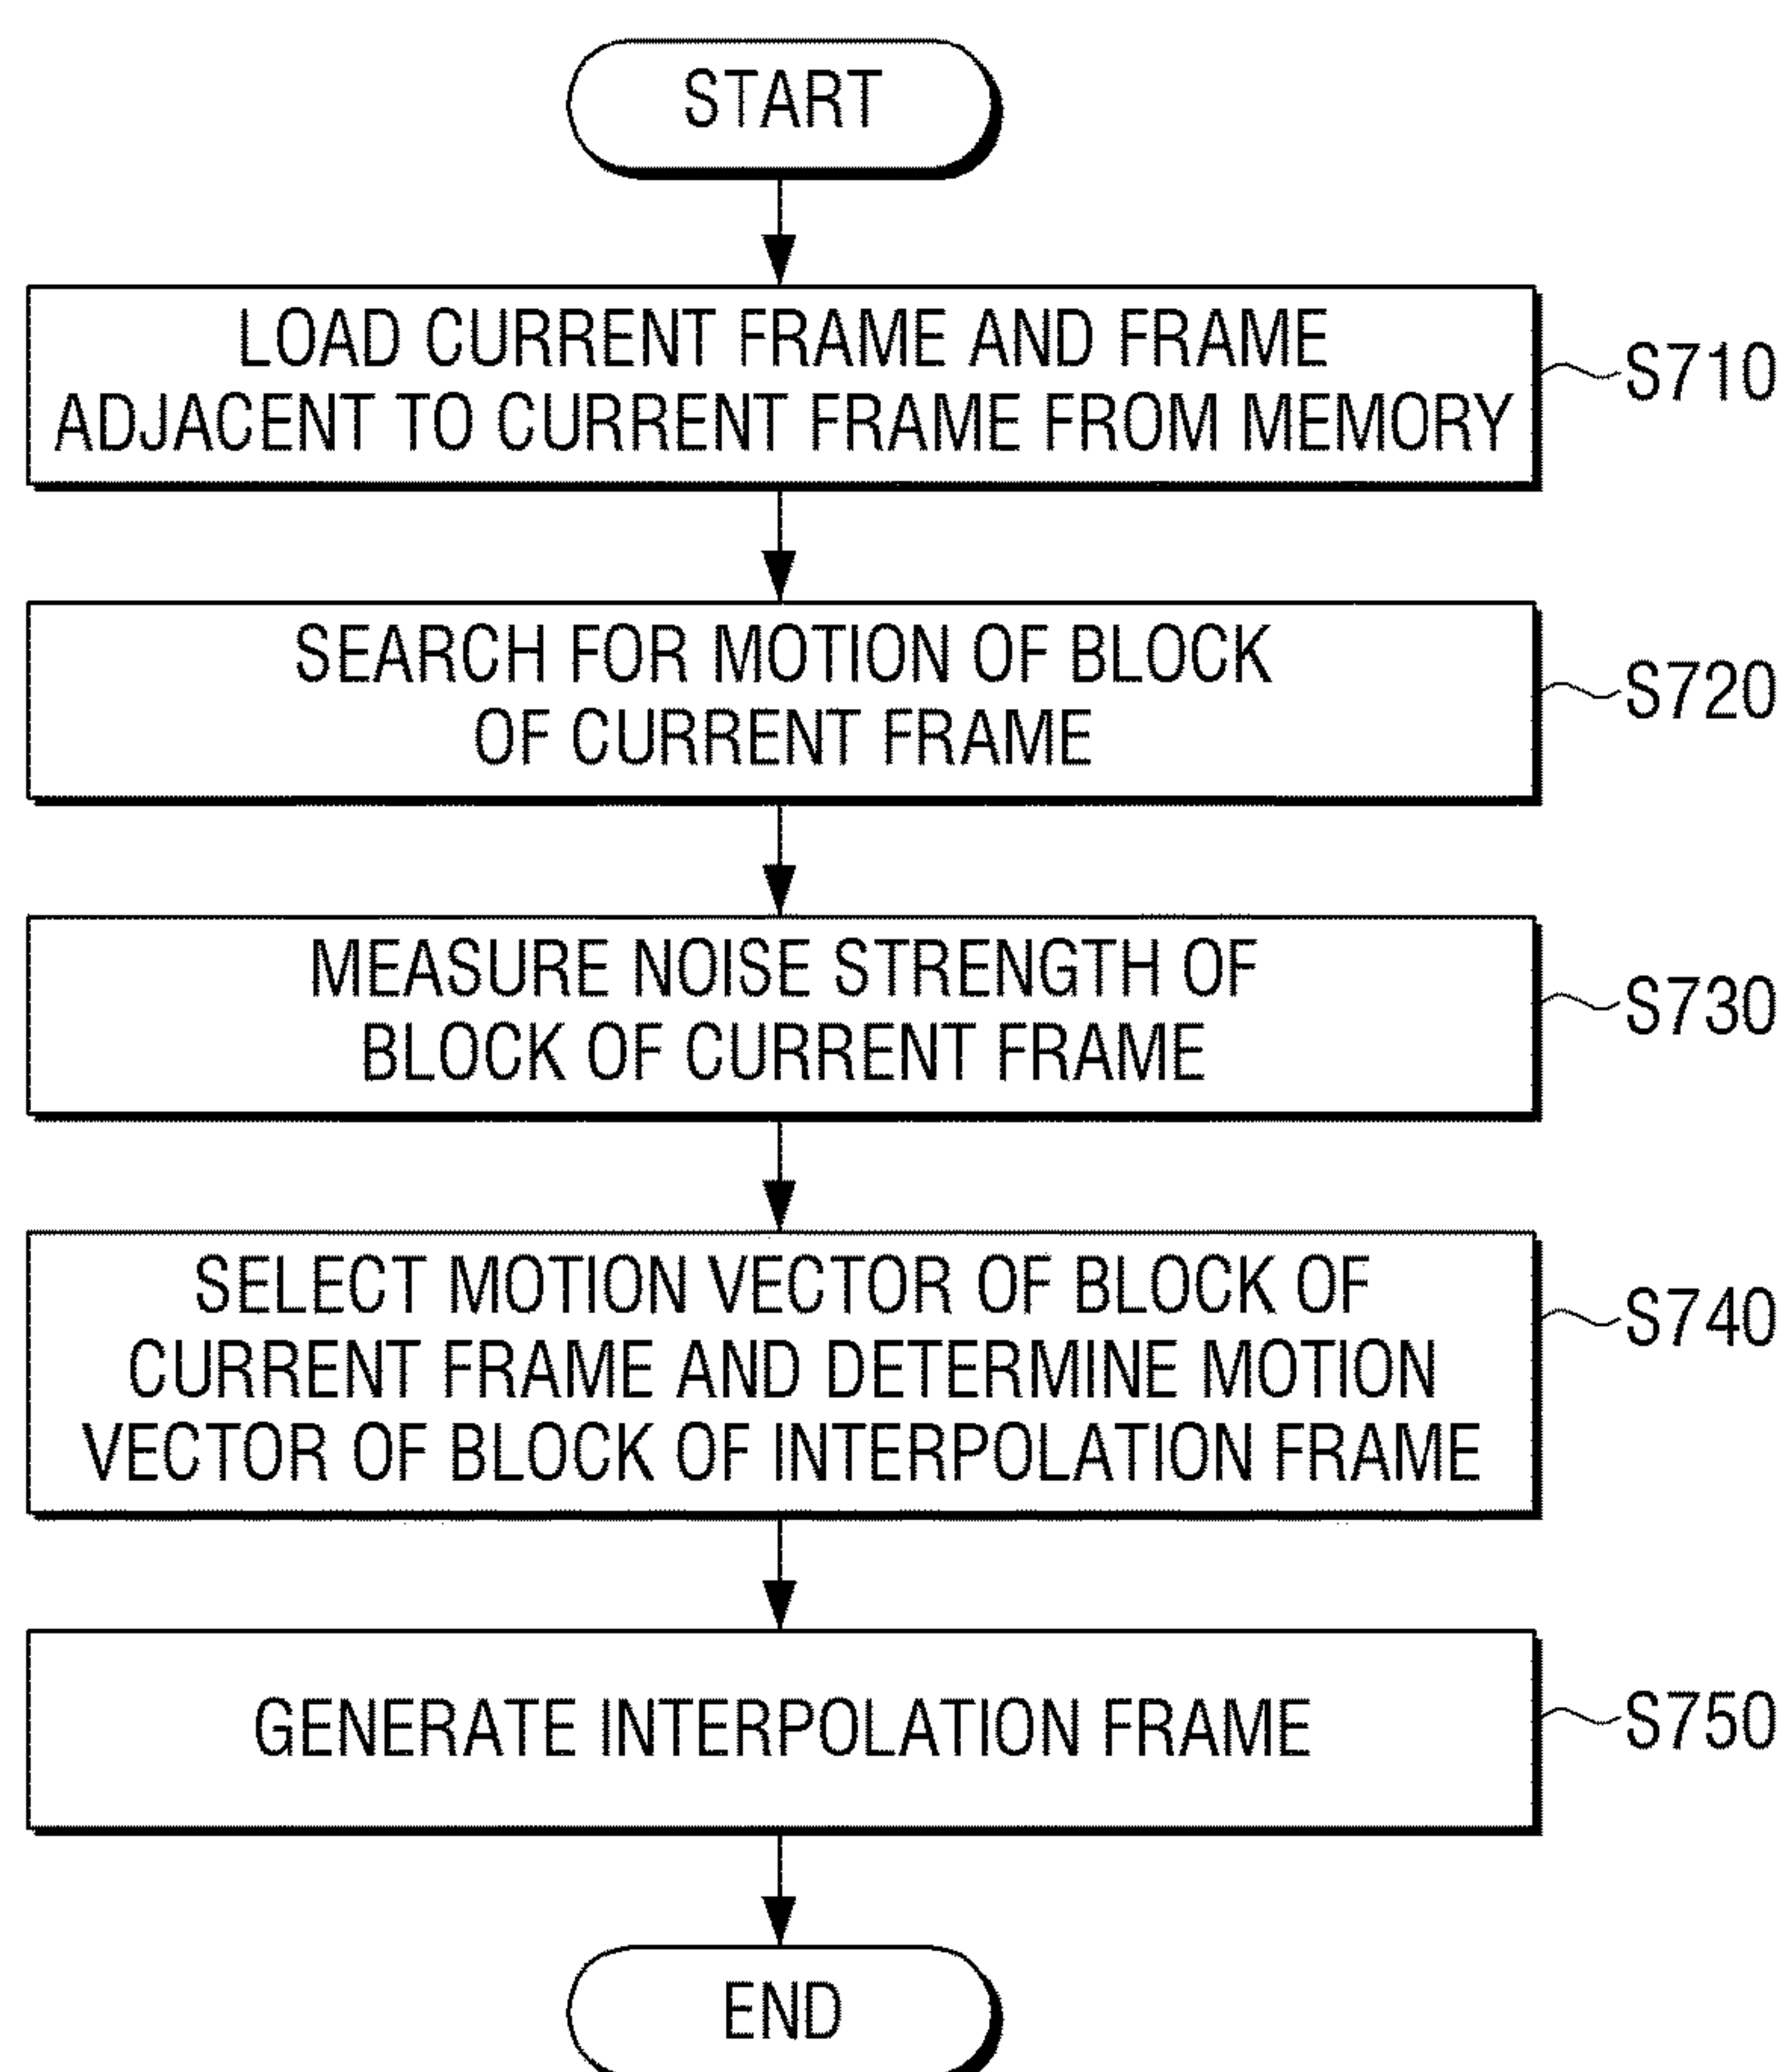 START
LOAD CURRENT FRAME AND FRAME
ADJACENT TO CURRENT FRAME FROM MEMORY
S710
SEARCH FOR MOTION OF BLOCK
OF CURRENT FRAME
S720
MEASURE NOISE STRENGTH OF
BLOCK OF CURRENT FRAME
S730
SELECT MOTION VECTOR OF BLOCK OF
CURRENT FRAME AND DETERMINE MOTION
VECTOR OF BLOCK OF INTERPOLATION FRAME
S740
GENERATE INTERPOLATION FRAME
S750
END